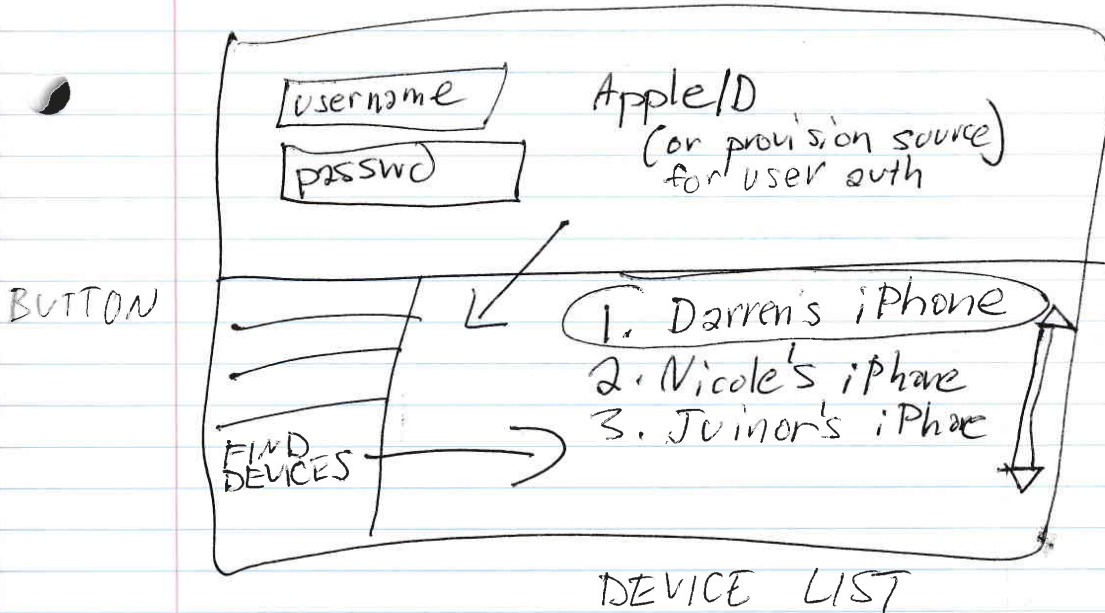 username
AppleID
(or provision source)
for user auth
passwd
BUTTON
1. Darren's iPhone
2. Nicole's iPhone
3. Juinor's iPhoe
FIND
DEVICES
DEVICE LIST